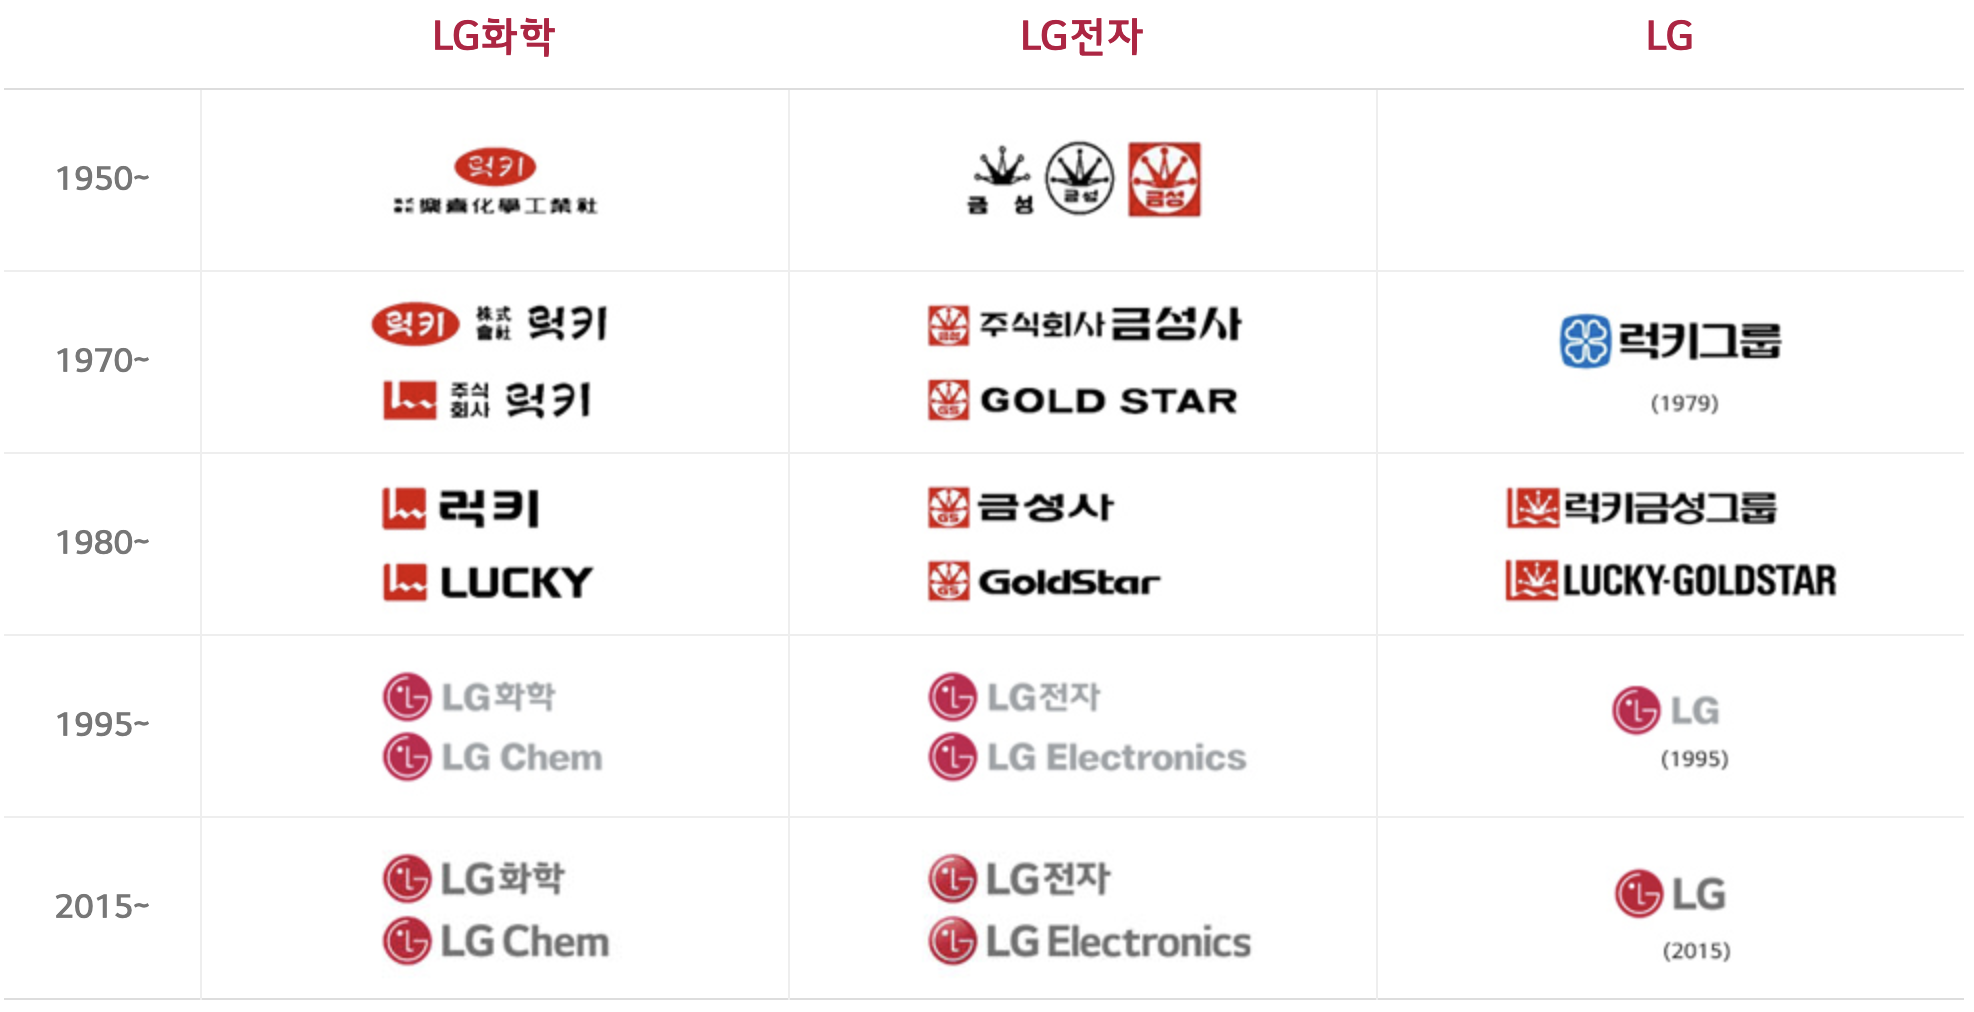 LG화학 LG전자 LG
1950~
럭키
樂喜化學工業社
금성
금성
금성
1970~
럭키 株式會社 럭키
주식회사 럭키
금성 주식회사 금성사
GS GOLD STAR
럭키그룹
(1979)
1980~
럭키
LUCKY
GS 금성사
GS GoldStar
럭키금성그룹
LUCKY·GOLDSTAR
1995~
LG화학
LG Chem
LG전자
LG Electronics
LG
(1995)
2015~
LG화학
LG Chem
LG전자
LG Electronics
LG
(2015)